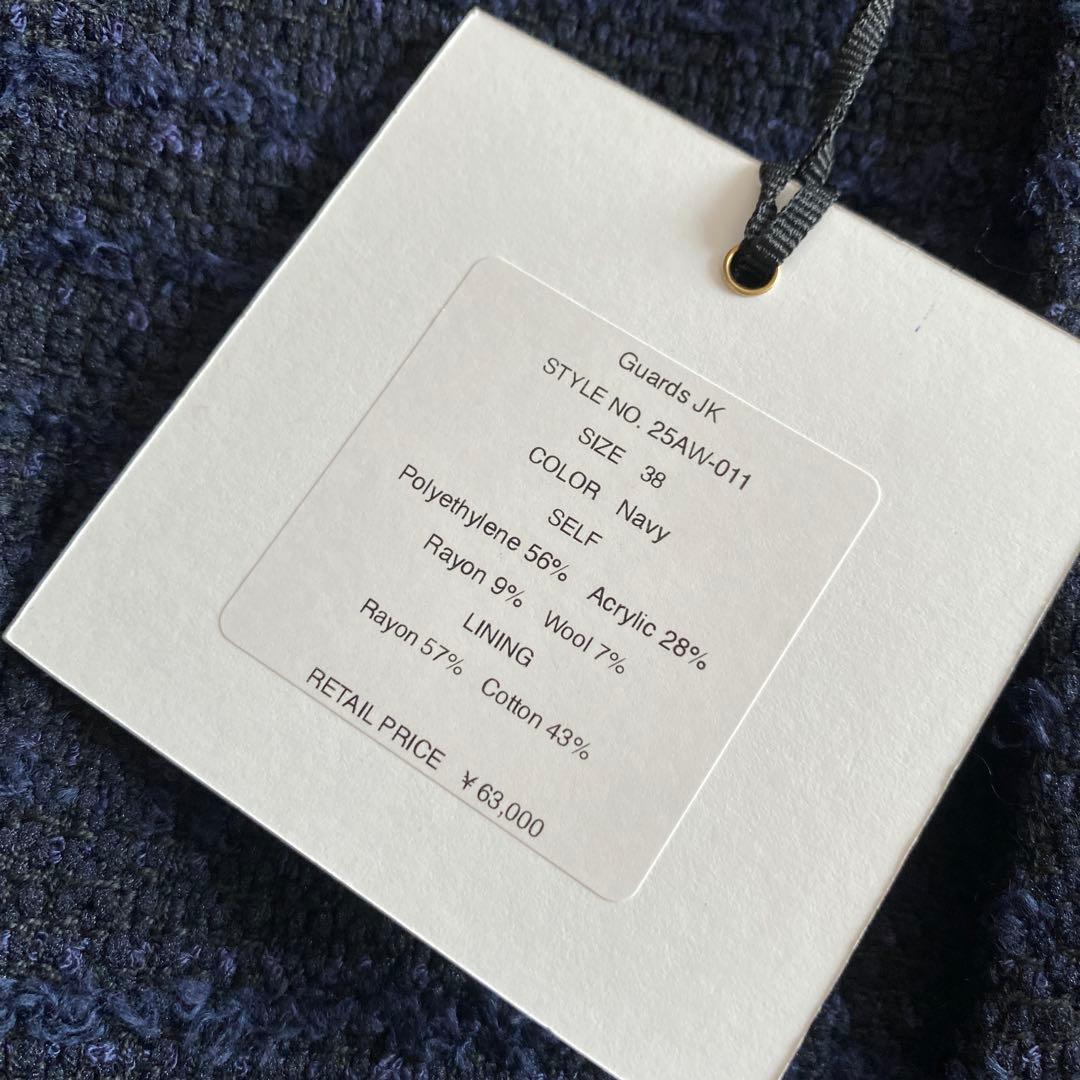 Guards JK
STYLE NO. 25AW-011
SIZE 38
COLOR Navy
SELF
Polyethylene 56% Acrylic 28%
Rayon 9% Wool 7%
LINING
Rayon 57% Cotton 43%
RETAIL PRICE ¥ 63,000